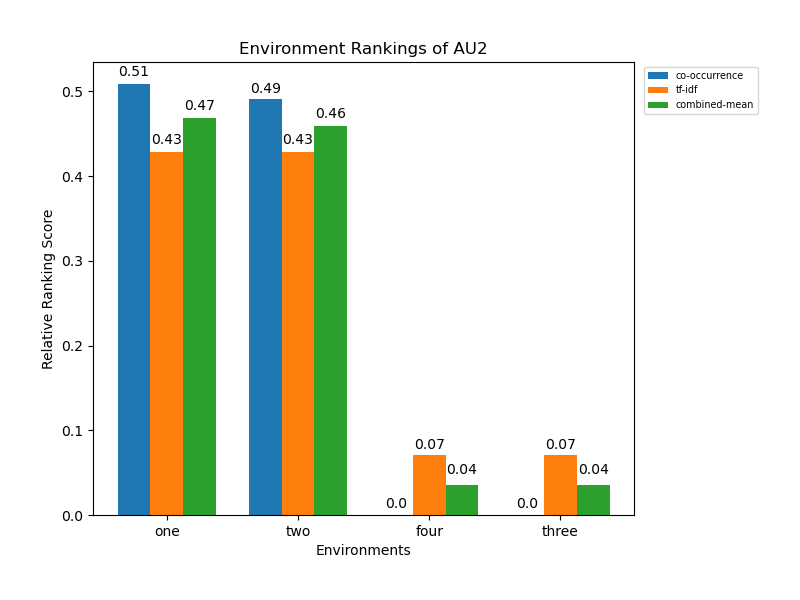 Environment Rankings of AU2
co-occurrence
tf-idf
combined-mean
0.51
0.43
0.47
0.49
0.43
0.46
0.0
0.07
0.04
0.0
0.07
0.04
0.5
0.4
0.3
0.2
0.1
0.0
Relative Ranking Score
one
two
four
three
Environments